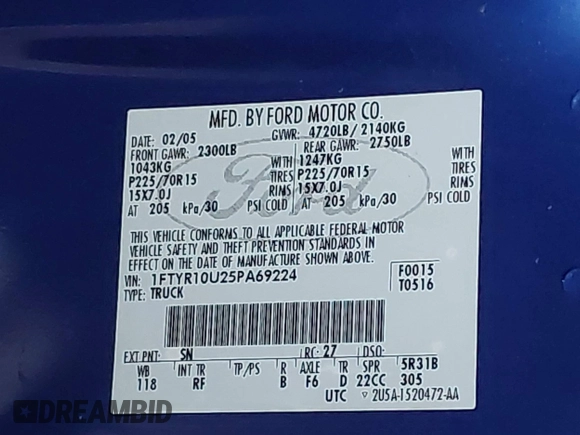 MFD. BY FORD MOTOR CO.
DATE: 02/05 GVWR: 4720LB/ 2140KG
FRONT GAWR: 2300LB REAR GAWR: 2750LB
1043KG WITH 1247KG WITH
P225/70R15 TIRES P225/70R15 TIRES
15X7.0J RIMS 15X7.0J RIMS
AT 205 kPa/30 PSI COLD AT 205 kPa/30 PSI COLD
Ford
THIS VEHICLE CONFORMS TO ALL APPLICABLE FEDERAL MOTOR
VEHICLE SAFETY AND THEFT PREVENTION STANDARDS IN
EFFECT ON THE DATE OF MANUFACTURE SHOWN ABOVE.
VIN: 1FTYR10U25PA69224 F0015
TYPE: TRUCK T0516
EXT PNT: SN RC: 27 DSO:
WB INT TR TP/PS R AXLE TR SPR 5R31B
118 RF B F6 D 22CC 305
UTC 2U5A-1520472-AA
DREAMBID